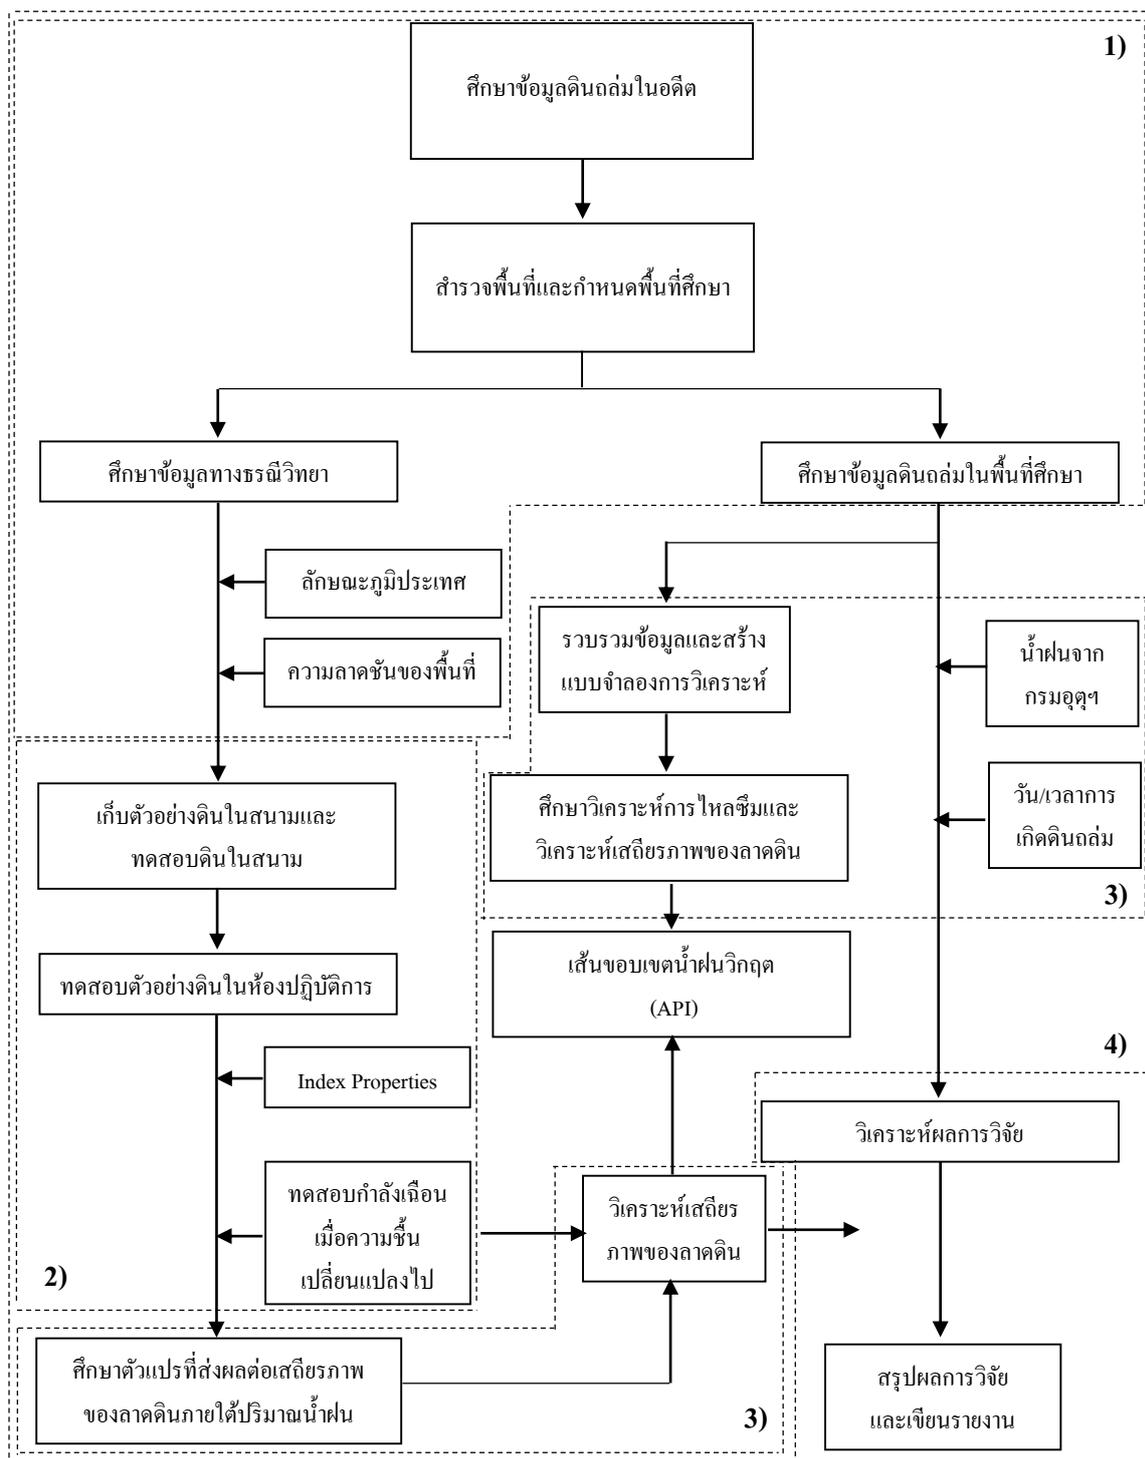 1)
ศึกษาข้อมูลดินถล่มในอดีต
สำรวจพื้นที่และกำหนดพื้นที่ศึกษา
ศึกษาข้อมูลทางธรณีวิทยา
ศึกษาข้อมูลดินถล่มในพื้นที่ศึกษา
ลักษณะภูมิประเทศ
ความลาดชันของพื้นที่
รวบรวมข้อมูลและสร้าง
แบบจำลองการวิเคราะห์
น้ำฝนจาก
กรมอุตุฯ
เก็บตัวอย่างดินในสนามและ
ทดสอบดินในสนาม
ศึกษาวิเคราะห์การไหลซึมและ
วิเคราะห์เสถียรภาพของลาดดิน
วัน/เวลาการ
เกิดดินถล่ม
3)
ทดสอบตัวอย่างดินในห้องปฏิบัติการ
เส้นขอบเขตน้ำฝนวิกฤต
(API)
4)
Index Properties
วิเคราะห์ผลการวิจัย
ทดสอบกำลังเฉือน
เมื่อความชื้น
เปลี่ยนแปลงไป
วิเคราะห์เสถียร
ภาพของลาดดิน
2)
ศึกษาตัวแปรที่ส่งผลต่อเสถียรภาพ
ของลาดดินภายใต้ปริมาณน้ำฝน
3)
สรุปผลการวิจัย
และเขียนรายงาน